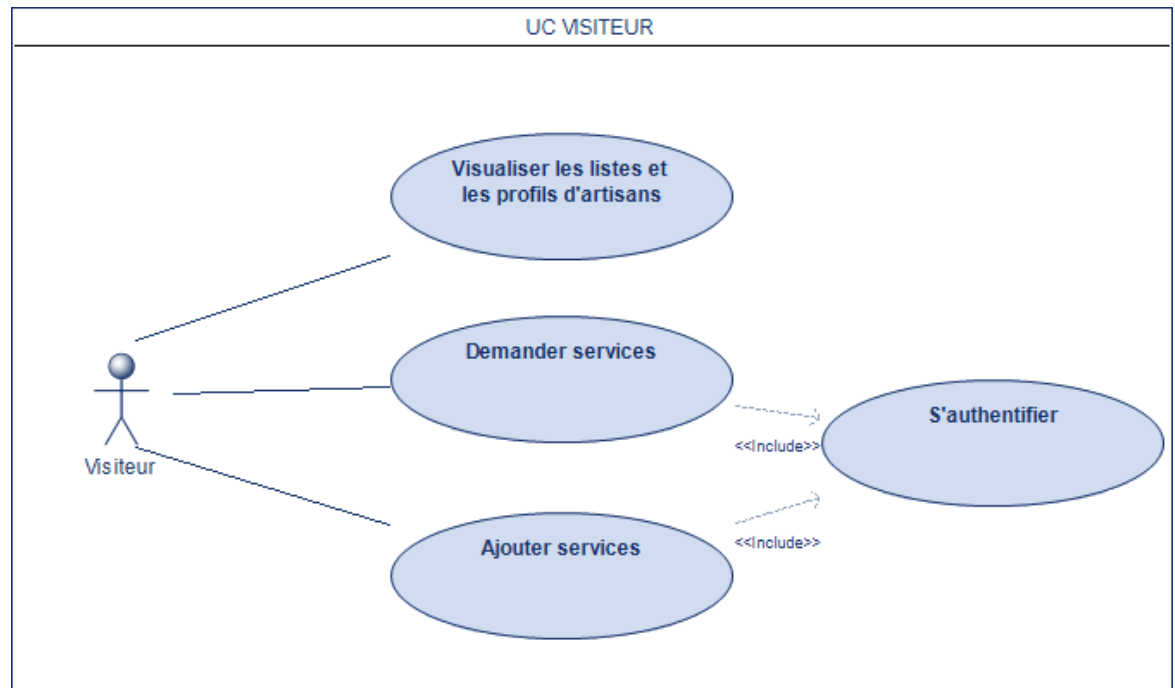 UC VISITEUR
Visualiser les listes et
les profils d'artisans
Demander services
S'authentifier
<<Include>>
Visiteur
<<Include>>
Ajouter services